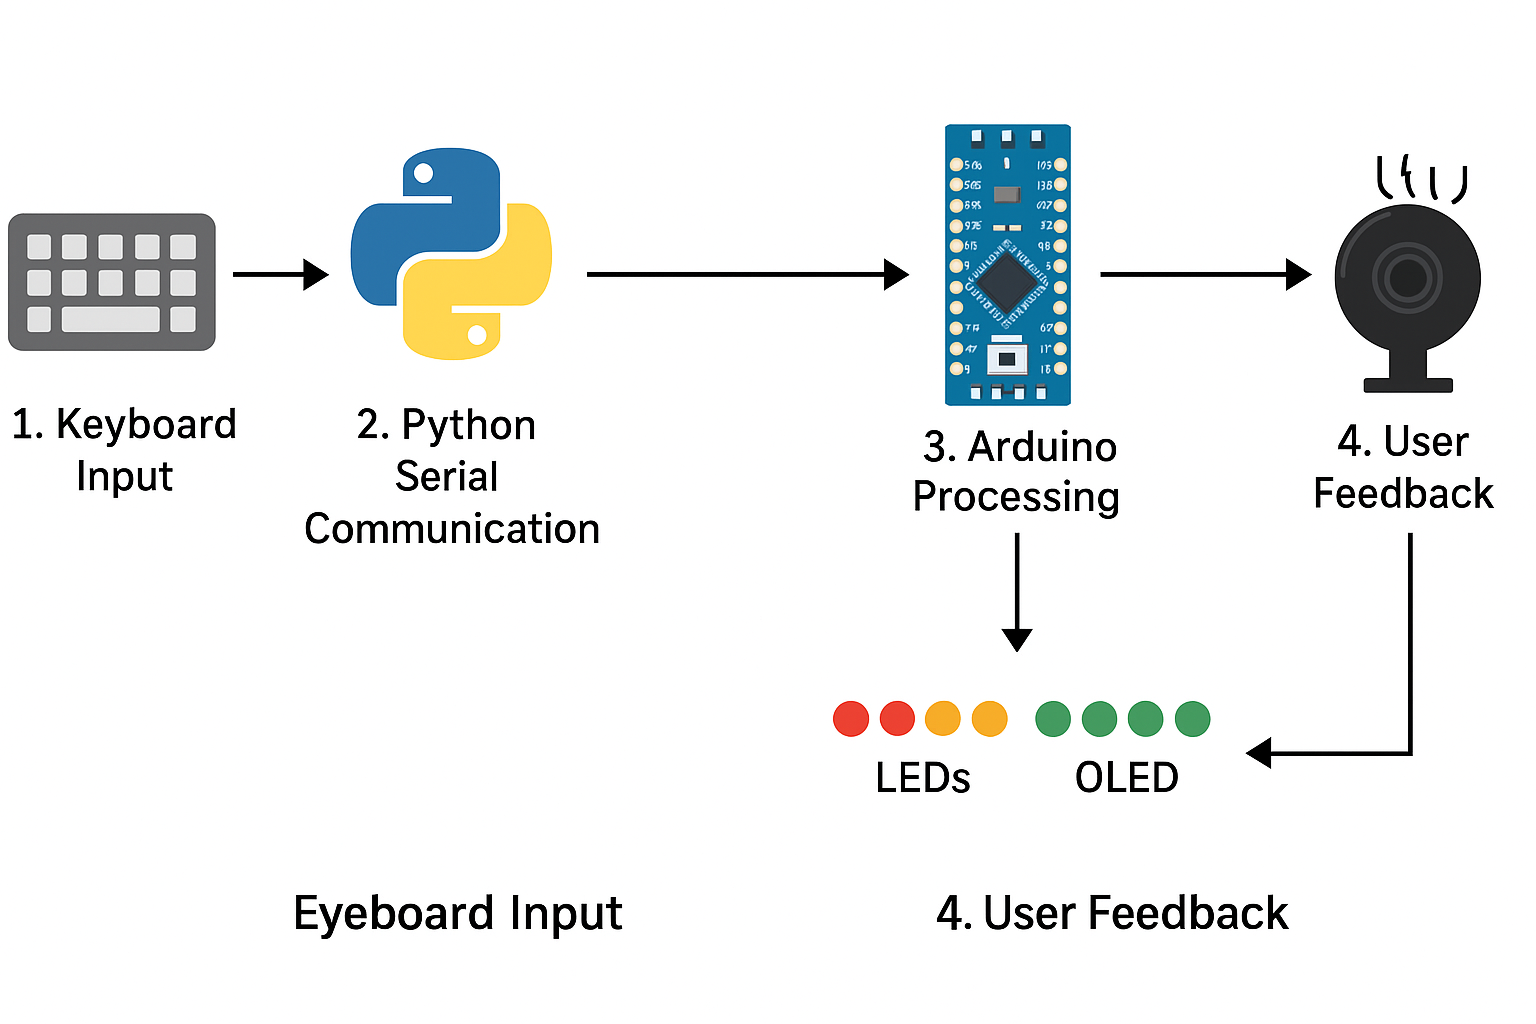 1. Keyboard
Input
2. Python
Serial
Communication
3. Arduino
Processing
4. User
Feedback
LEDs
OLED
Eyeboard Input
4. User Feedback